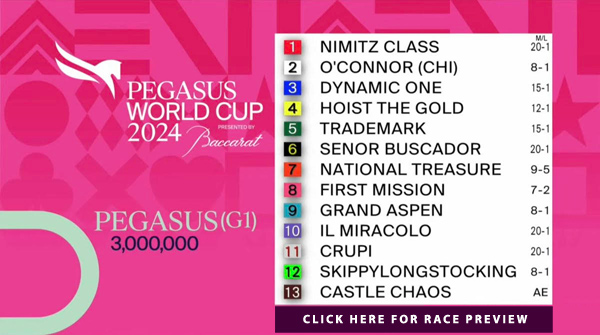 PEGASUS
WORLD CUP
2024 PRESENTED BY
Baccarat
PEGASUS (G1)
3,000,000
M/L
1 NIMITZ CLASS 20-1
2 O'CONNOR (CHI) 8-1
3 DYNAMIC ONE 15-1
4 HOIST THE GOLD 12-1
5 TRADEMARK 15-1
6 SENOR BUSCADOR 20-1
7 NATIONAL TREASURE 9-5
8 FIRST MISSION 7-2
9 GRAND ASPEN 8-1
10 IL MIRACOLO 20-1
11 CRUPI 20-1
12 SKIPPYLONGSTOCKING 8-1
13 CASTLE CHAOS AE
CLICK HERE FOR RACE PREVIEW